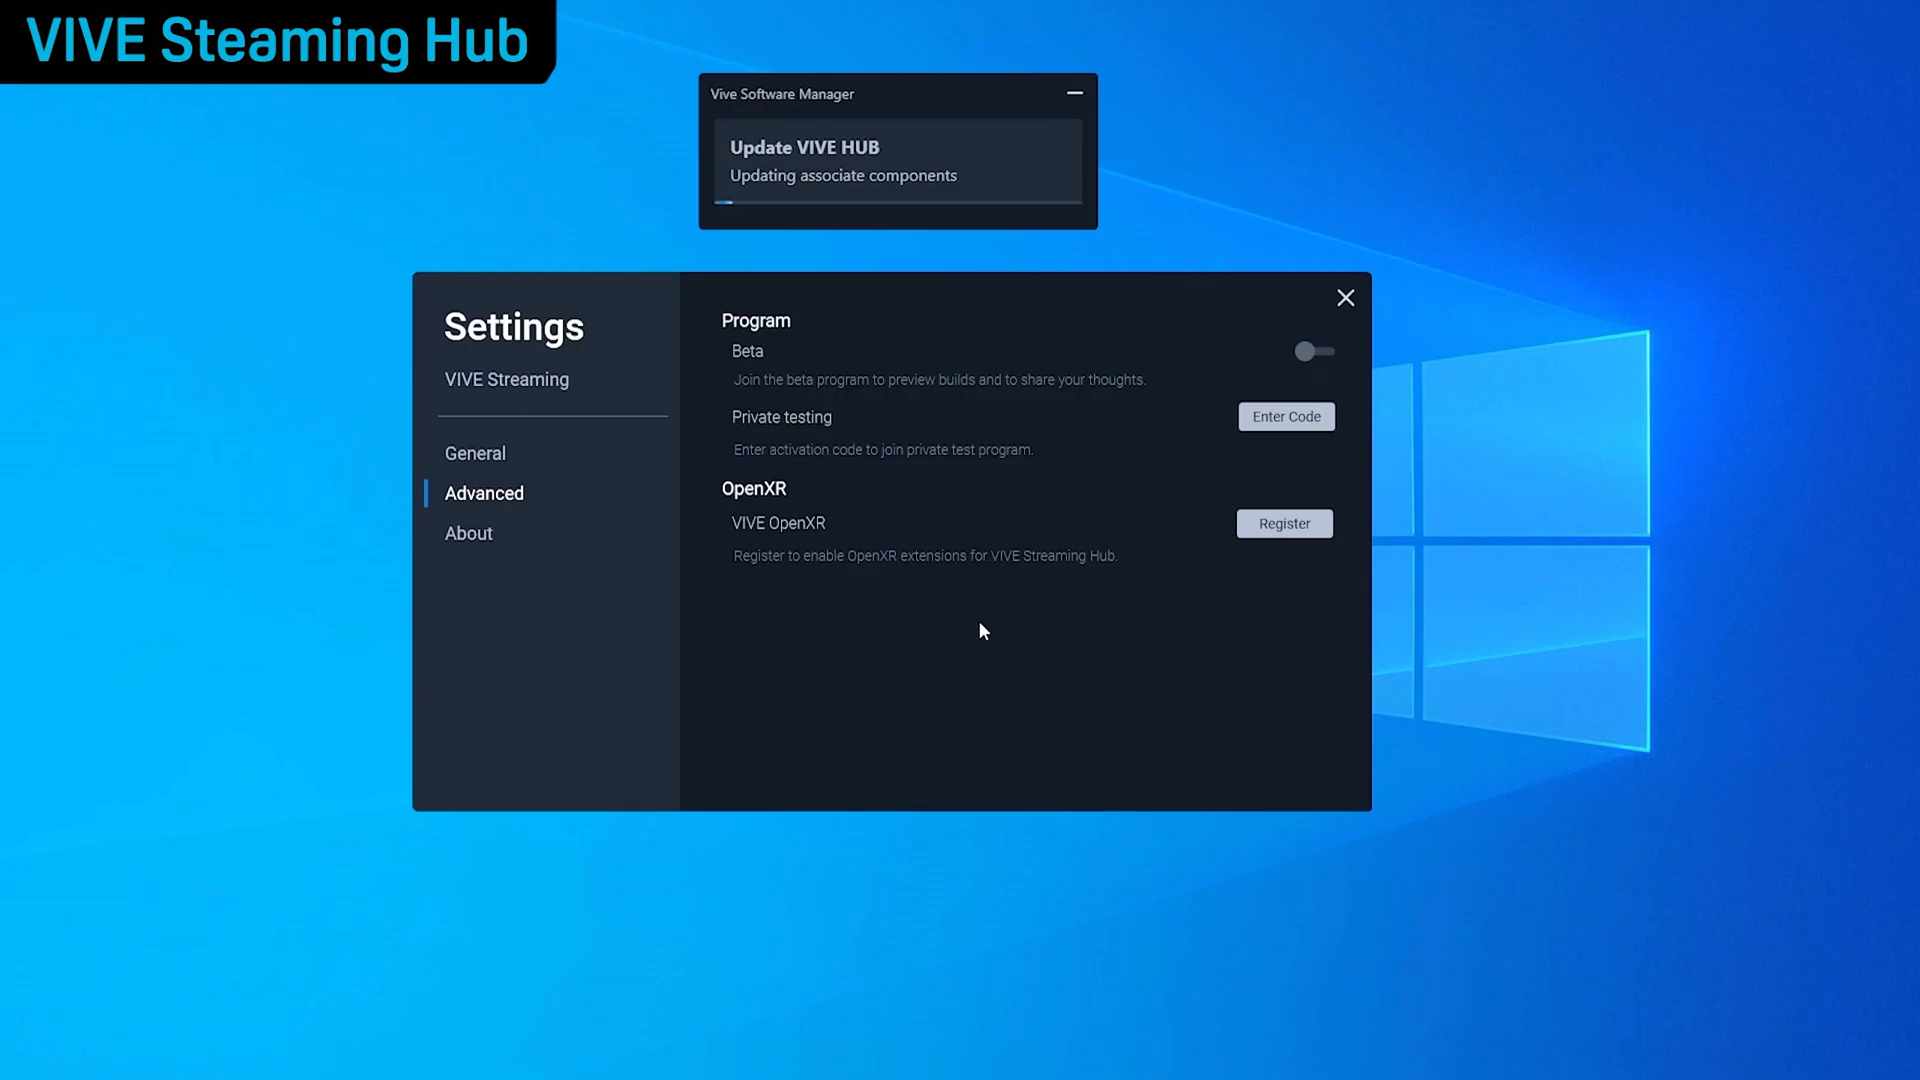 VIVE Steaming Hub
Vive Software Manager
Update VIVE HUB
Updating associate components
Settings
VIVE Streaming
General
Advanced
About
Program
Beta
Join the beta program to preview builds and to share your thoughts.
Private testing
Enter Code
Enter activation code to join private test program.
OpenXR
VIVE OpenXR
Register
Register to enable OpenXR extensions for VIVE Streaming Hub.